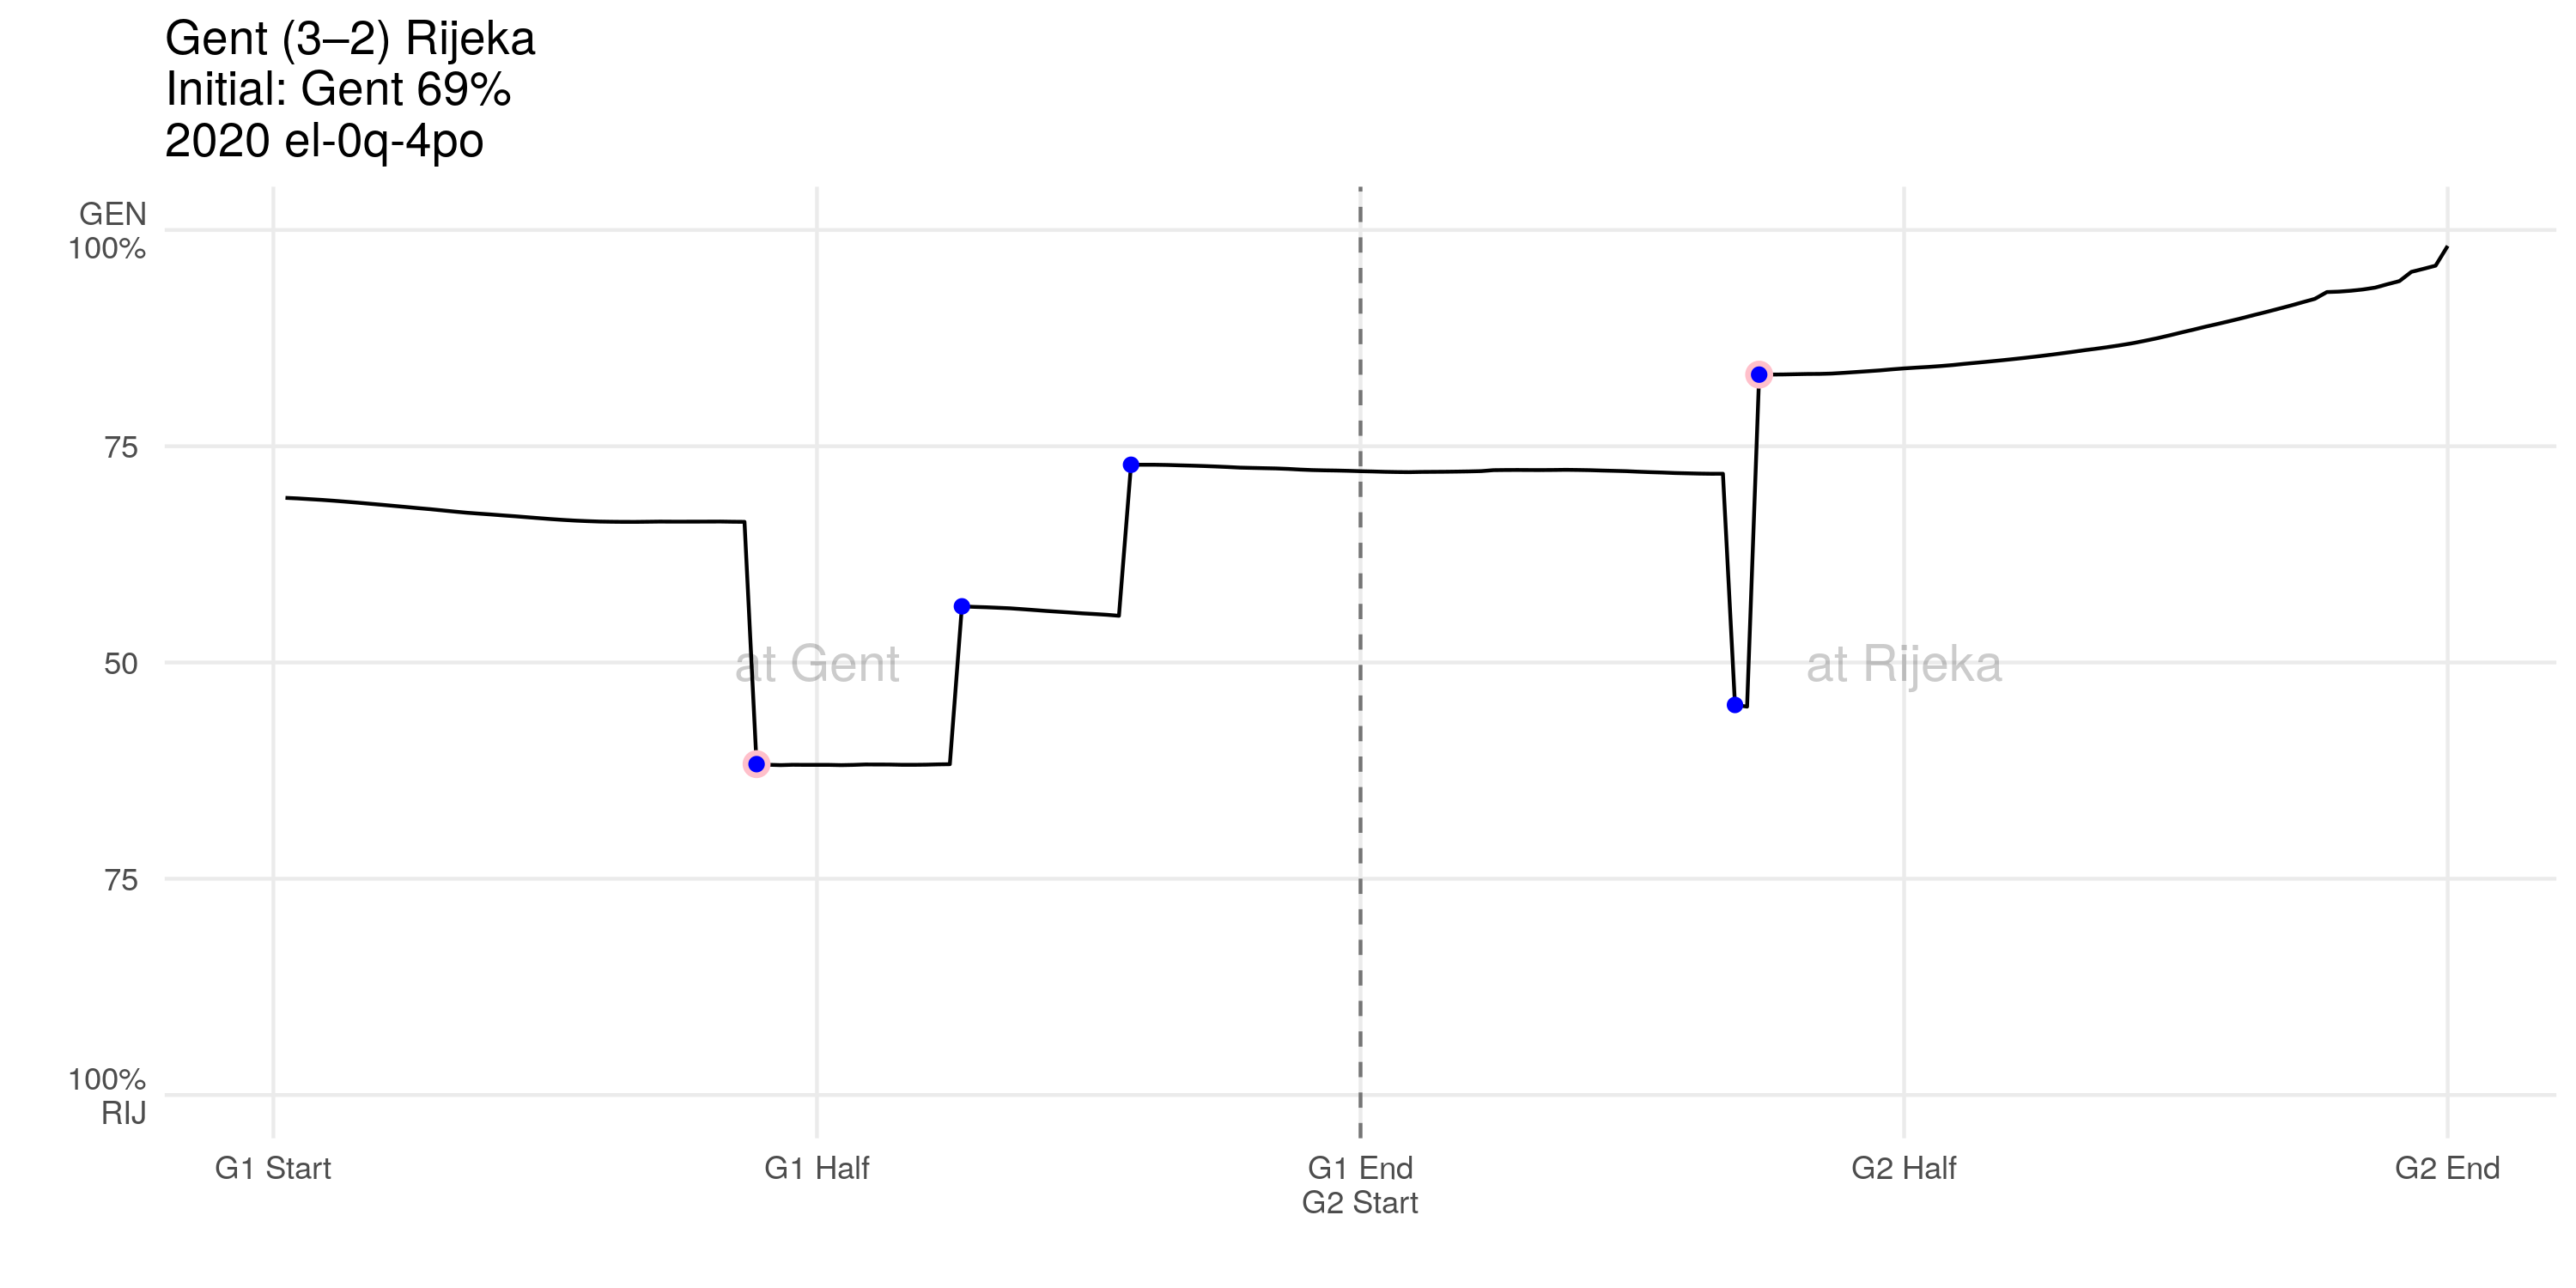 Gent (3–2) Rijeka
Initial: Gent 69%
2020 el-0q-4po
GEN
100%
75
50
75
100%
RIJ
at Gent
at Rijeka
G1 Start
G1 Half
G1 End
G2 Start
G2 Half
G2 End